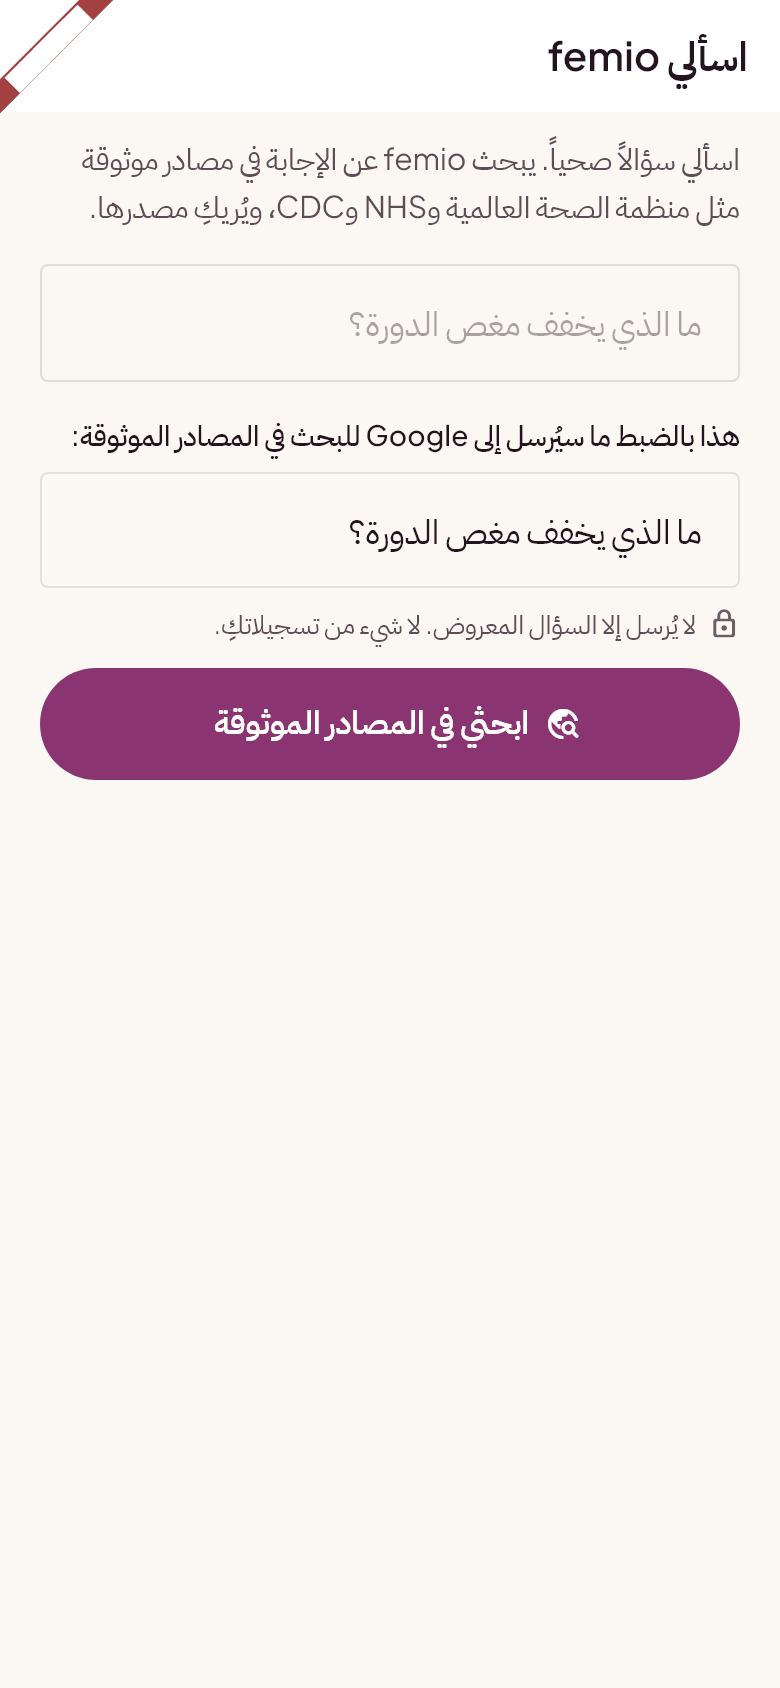 اسألي femio
اسألي سؤالاً صحياً. يبحث femio عن الإجابة في مصادر موثوقة
مثل منظمة الصحة العالمية وNHS وCDC، ويُريكِ مصدرها.
ما الذي يخفف مغص الدورة؟
هذا بالضبط ما سيُرسل إلى Google للبحث في المصادر الموثوقة:
ما الذي يخفف مغص الدورة؟
لا يُرسل إلا السؤال المعروض. لا شيء من تسجيلاتكِ.
ابحثي في المصادر الموثوقة